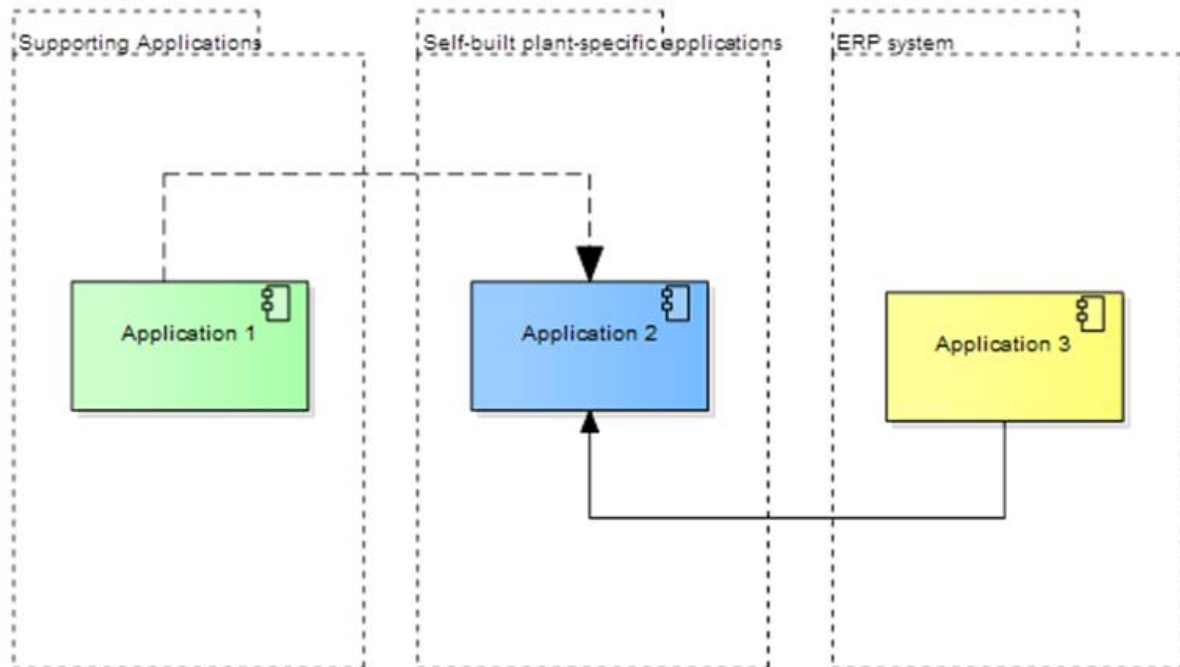 Supporting Applications
Self-built plant-specific applications
ERP system
Application 1
Application 2
Application 3